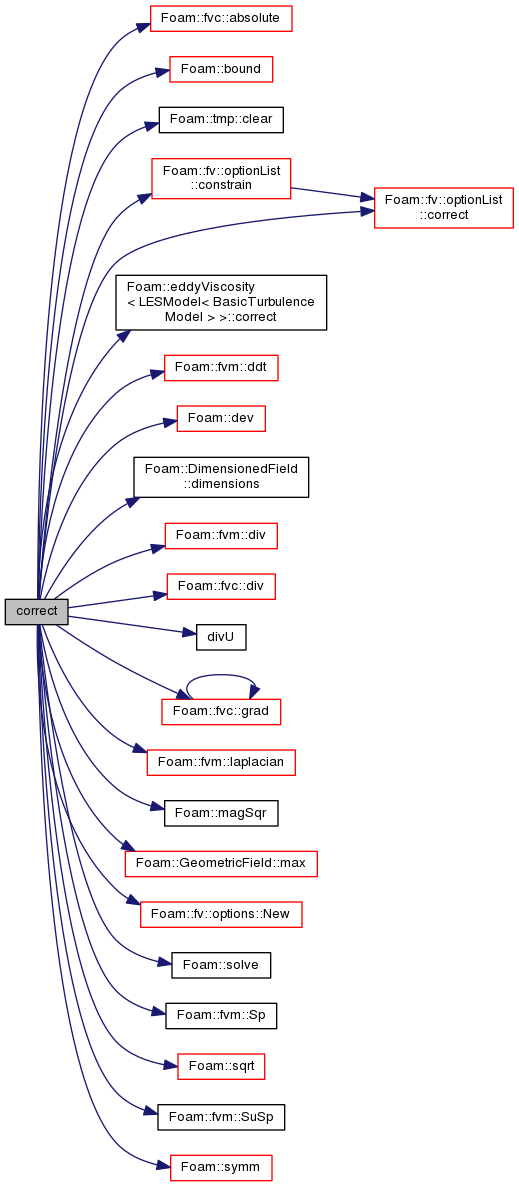 Foam::fvc::absolute
Foam::bound
Foam::tmp::clear
Foam::fv::optionList
::constrain
Foam::fv::optionList
::correct
Foam::eddyViscosity
< LESModel< BasicTurbulence
Model > >::correct
Foam::fvm::ddt
Foam::dev
Foam::DimensionedField
::dimensions
Foam::fvm::div
Foam::fvc::div
correct
divU
Foam::fvc::grad
Foam::fvm::laplacian
Foam::magSqr
Foam::GeometricField::max
Foam::fv::options::New
Foam::solve
Foam::fvm::Sp
Foam::sqrt
Foam::fvm::SuSp
Foam::symm